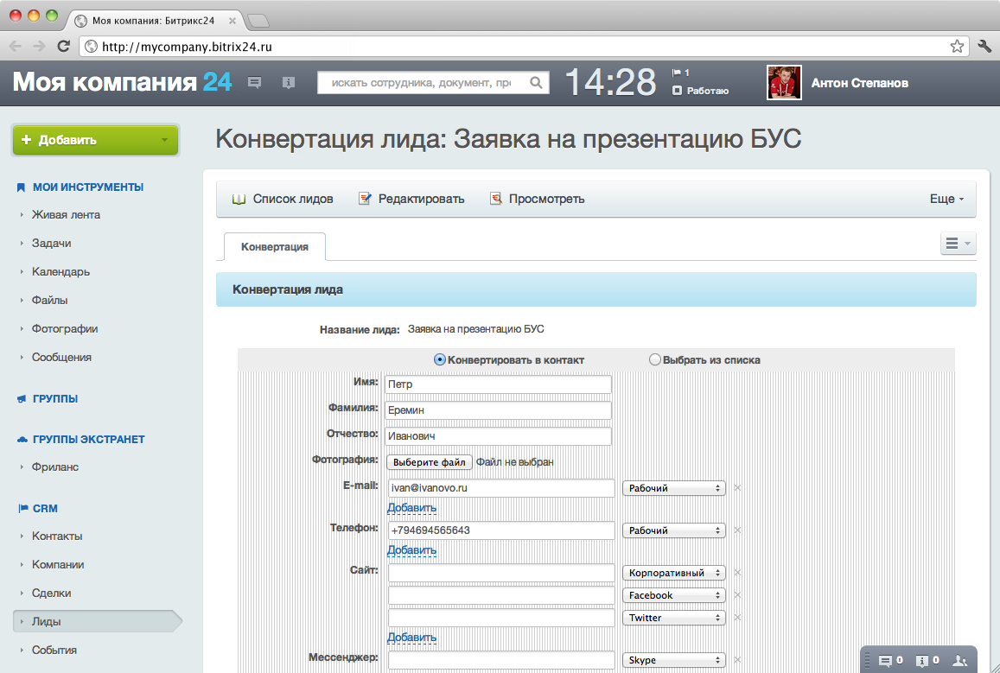 Моя компания: Битрикс24
http://mycompany.bitrix24.ru
Моя компания 24
искать сотрудника, документ, пр
14:28
1
Работаю
Антон Степанов
Добавить
МОИ ИНСТРУМЕНТЫ
Живая лента
Задачи
Календарь
Файлы
Фотографии
Сообщения
ГРУППЫ
ГРУППЫ ЭКСТРАНЕТ
Фриланс
CRM
Контакты
Компании
Сделки
Лиды
События
Конвертация лида: Заявка на презентацию БУС
Список лидов Редактировать Просмотреть Еще
Конвертация
Конвертация лида
Название лида: Заявка на презентацию БУС
Конвертировать в контакт Выбрать из списка
Имя: Петр
Фамилия: Еремин
Отчество: Иванович
Фотография: Выберите файл Файл не выбран
E-mail: ivan@ivanovo.ru Рабочий
Добавить
Телефон: +794694565643 Рабочий
Добавить
Сайт: Корпоративный
Facebook
Twitter
Добавить
Мессенджер: Skype
0 0